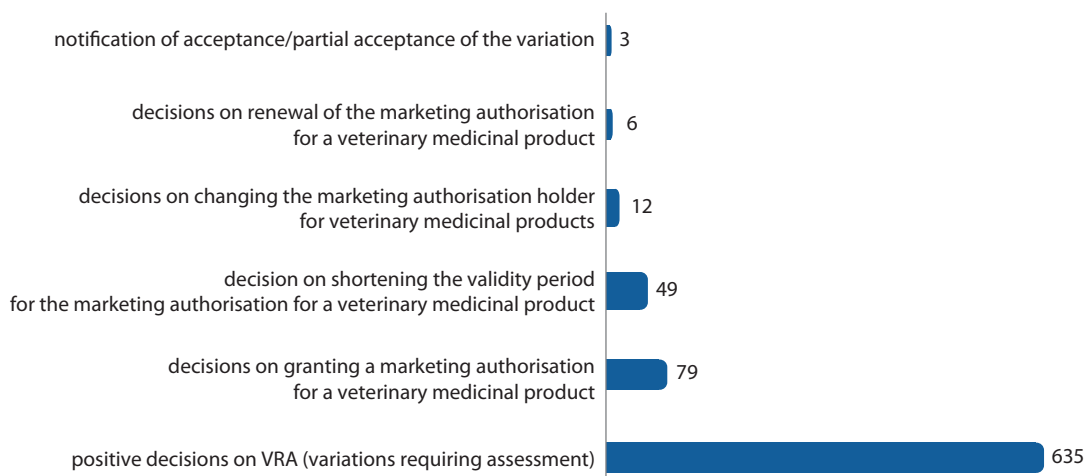 notification of acceptance/partial acceptance of the variation 3
decisions on renewal of the marketing authorisation
for a veterinary medicinal product 6
decisions on changing the marketing authorisation holder
for veterinary medicinal products 12
decision on shortening the validity period
for the marketing authorisation for a veterinary medicinal product 49
decisions on granting a marketing authorisation
for a veterinary medicinal product 79
positive decisions on VRA (variations requiring assessment) 635